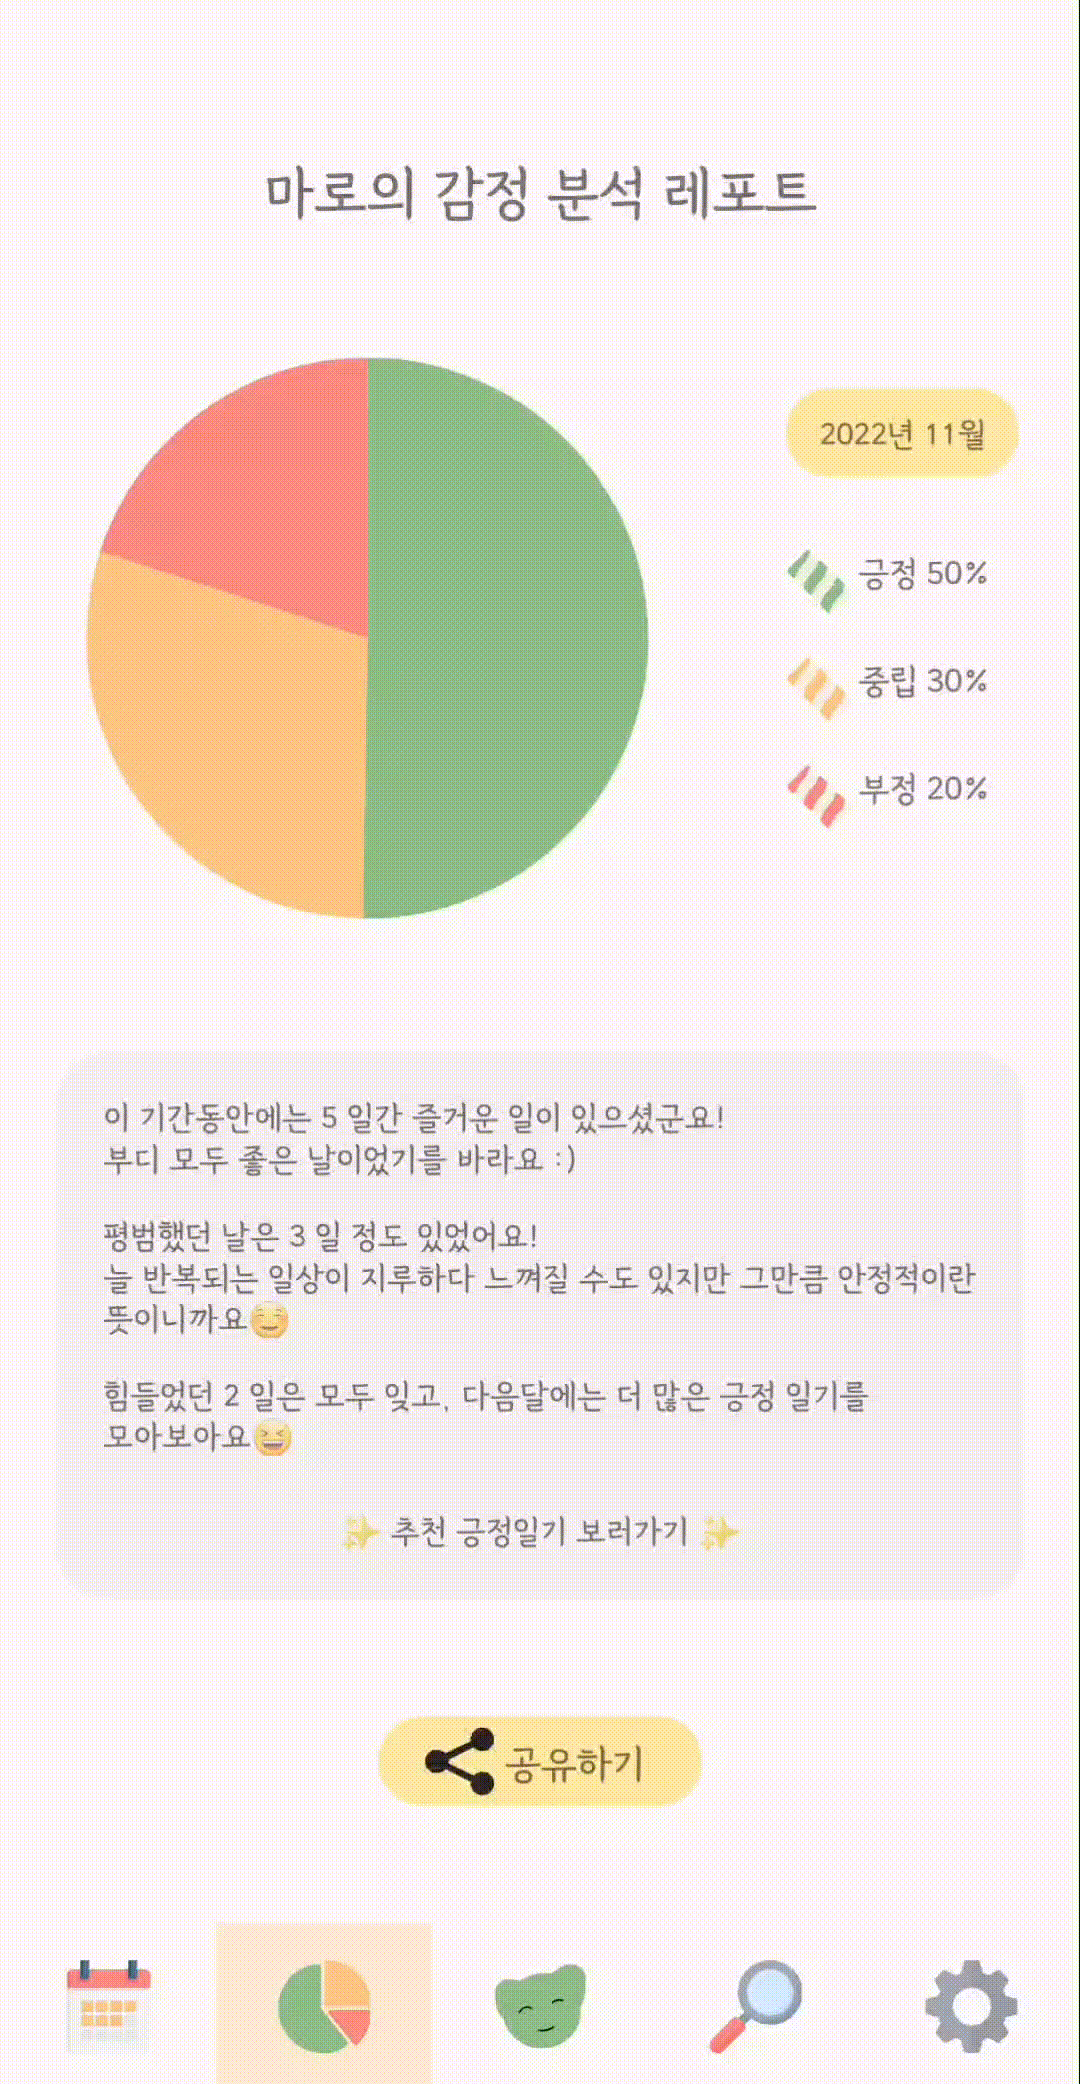 마로의 감정 분석 레포트
2022년 11월
긍정 50%
중립 30%
부정 20%
이 기간동안에는 5 일간 즐거운 일이 있으셨군요!
부디 모두 좋은 날이었기를 바라요 :)
평범했던 날은 3 일 정도 있었어요!
늘 반복되는 일상이 지루하다 느껴질 수도 있지만 그만큼 안정적이란
뜻이니까요😌
힘들었던 2 일은 모두 잊고, 다음달에는 더 많은 긍정 일기를
모아보아요😆
✨ 추천 긍정일기 보러가기 ✨
공유하기